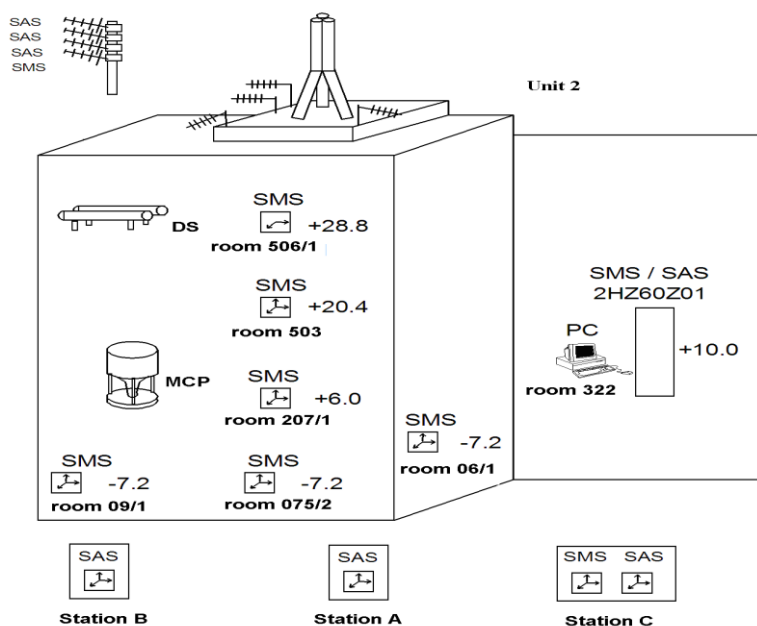 SAS
SAS
SAS
SMS
Unit 2
SMS
DS
+28.8
room 506/1
SMS
+20.4
room 503
SMS / SAS
2HZ60Z01
PC
+10.0
room 322
MCP
SMS
+6.0
room 207/1
SMS
-7.2
room 06/1
SMS
-7.2
room 09/1
SMS
-7.2
room 075/2
SAS
Station B
SAS
Station A
SMS SAS
Station C